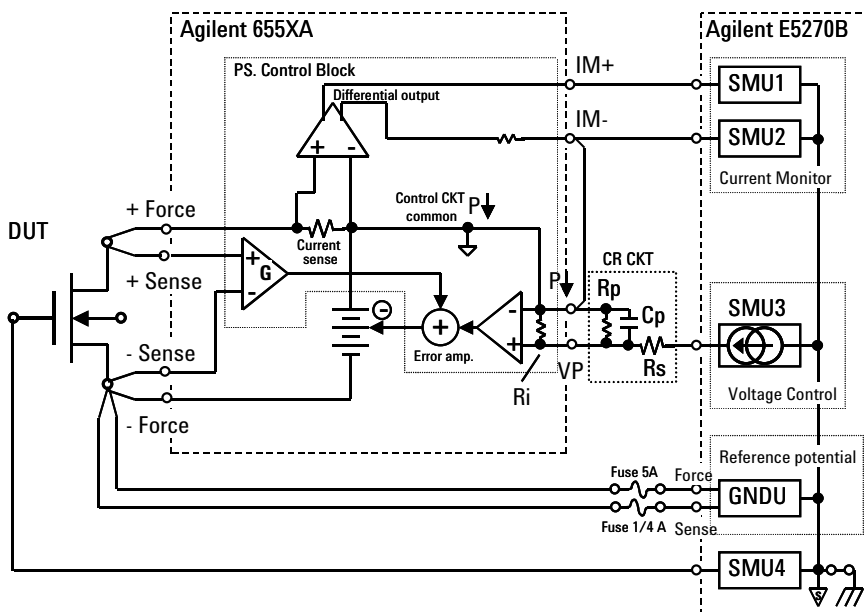 Agilent 655XA
Agilent E5270B
PS. Control Block
IM+
SMU1
Differential output
IM-
SMU2
+ -
Current Monitor
Control CKT
common
P
+ Force
DUT
Current
sense
CR CKT
+ Sense
+
G
-
P
Rp
Cp
SMU3
-
+
Error amp.
+
- Sense
VP
Rs
Ri
Voltage Control
- Force
Reference potential
Fuse 5A
Force
GNDU
Fuse 1/4 A
Sense
SMU4
S